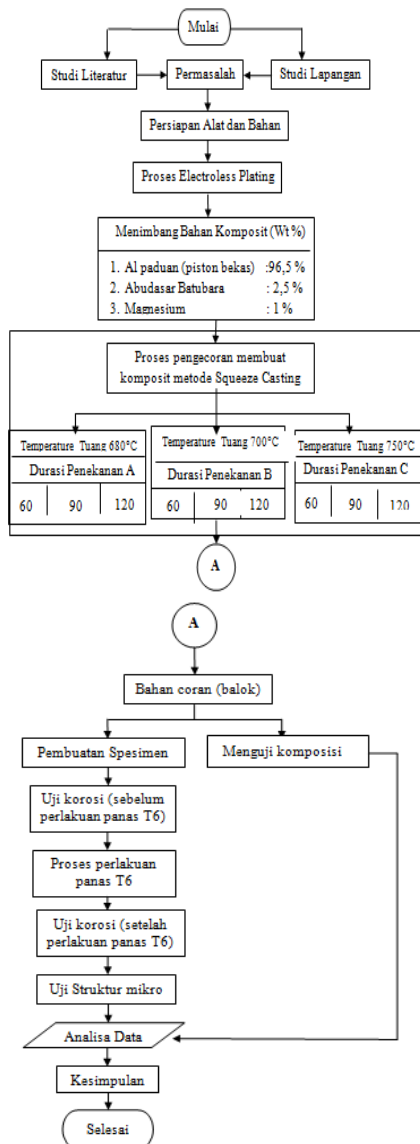 Mulai
Studi Literatur
Permasalah
Studi Lapangan
Persiapan Alat dan Bahan
Proses Electroless Plating
Menimbang Bahan Komposit (Wt %)
1. Al paduan (piston bekas) :96,5 %
2. Abudasar Batubara : 2,5 %
3. Magnesium : 1 %
Proses pengecoran membuat
komposit metode Squeeze Casting
Temperature Tuang 680°C
Durasi Penekanan A
60 90 120
Temperature Tuang 700°C
Durasi Penekanan B
60 90 120
Temperature Tuang 750°C
Durasi Penekanan C
60 90 120
A
A
Bahan coran (balok)
Pembuatan Spesimen
Menguji komposisi
Uji korosi (sebelum
perlakuan panas T6)
Proses perlakuan
panas T6
Uji korosi (setelah
perlakuan panas T6)
Uji Struktur mikro
Analisa Data
Kesimpulan
Selesai